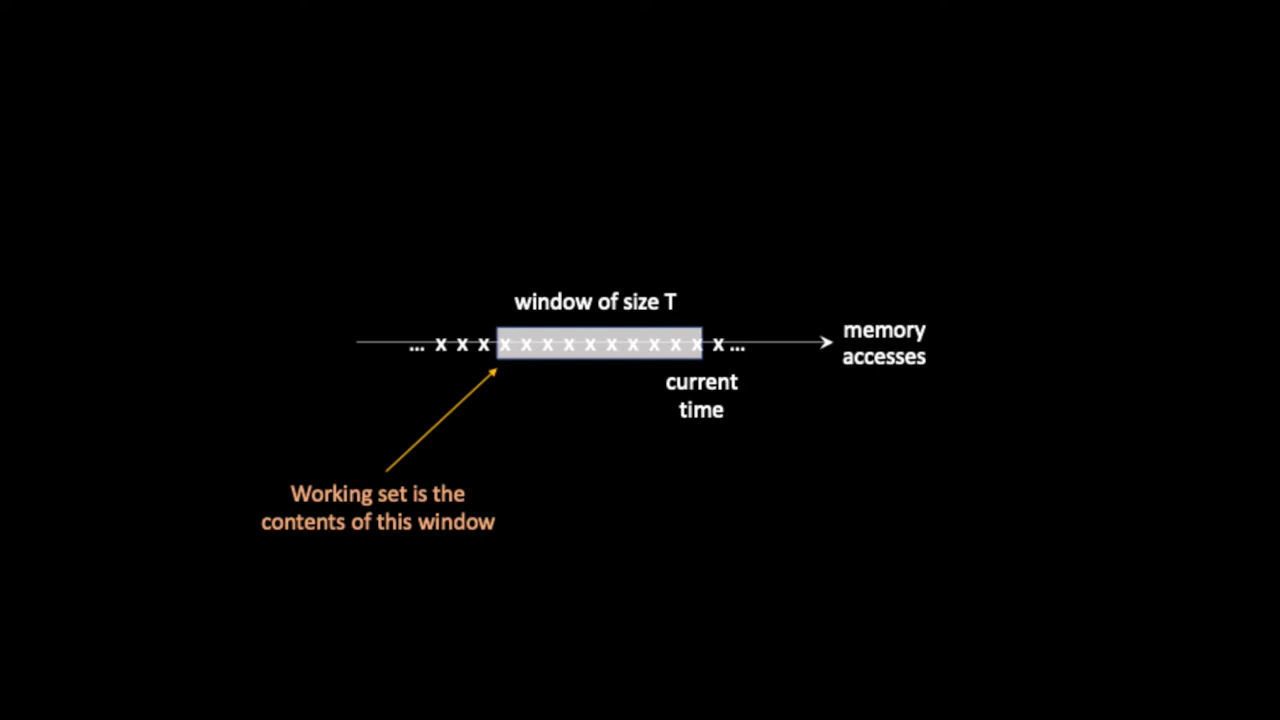 window of size T
... x x x x x x x x x x x x x x ...
memory
accesses
current
time
Working set is the
contents of this window